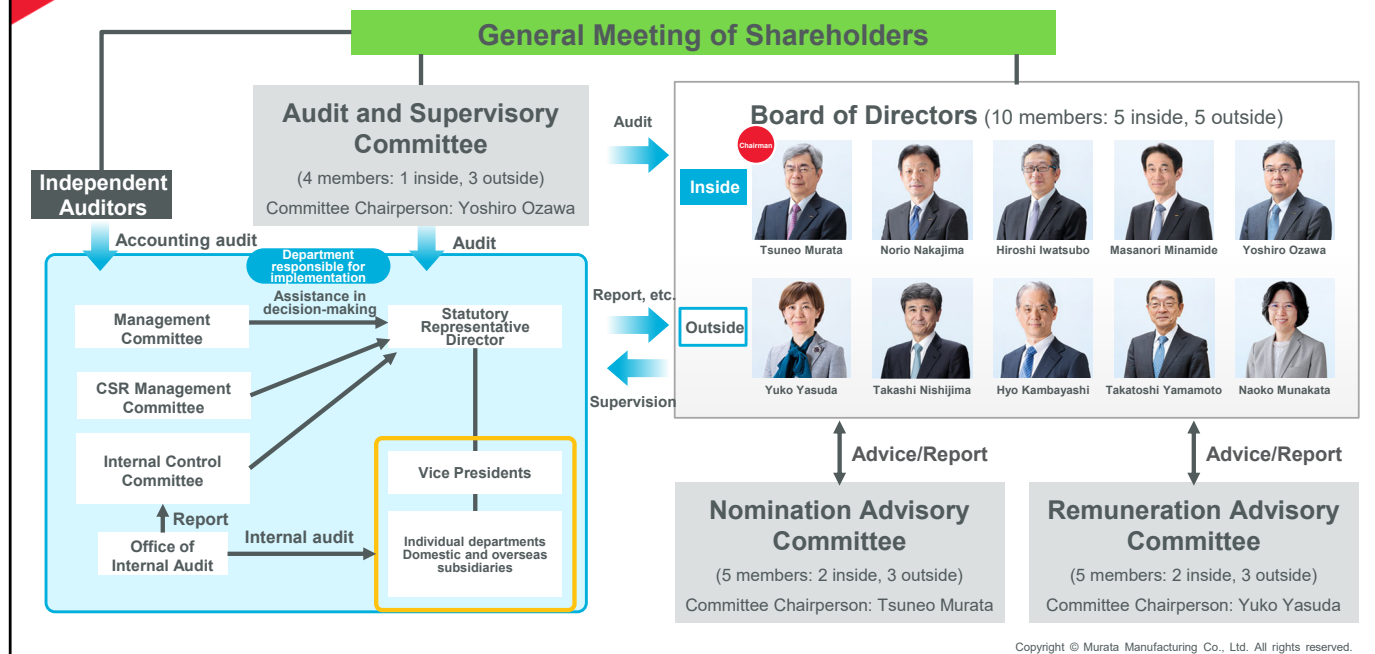 General Meeting of Shareholders
Audit and Supervisory
Committee
(4 members: 1 inside, 3 outside)
Committee Chairperson: Yoshiro Ozawa
Independent
Auditors
Audit
Board of Directors (10 members: 5 inside, 5 outside)
Chairman
Inside
Tsuneo Murata
Norio Nakajima
Hiroshi Iwatsubo
Masanori Minamide
Yoshiro Ozawa
Outside
Yuko Yasuda
Takashi Nishijima
Hyo Kambayashi
Takatoshi Yamamoto
Naoko Munakata
Accounting audit
Audit
Department
responsible for
implementation
Assistance in
decision-making
Management
Committee
Statutory
Representative
Director
Report, etc.
Supervision
CSR Management
Committee
Internal Control
Committee
Report
Office of
Internal Audit
Internal audit
Vice Presidents
Individual departments
Domestic and overseas
subsidiaries
Advice/Report
Advice/Report
Nomination Advisory
Committee
(5 members: 2 inside, 3 outside)
Committee Chairperson: Tsuneo Murata
Remuneration Advisory
Committee
(5 members: 2 inside, 3 outside)
Committee Chairperson: Yuko Yasuda
Copyright © Murata Manufacturing Co., Ltd. All rights reserved.